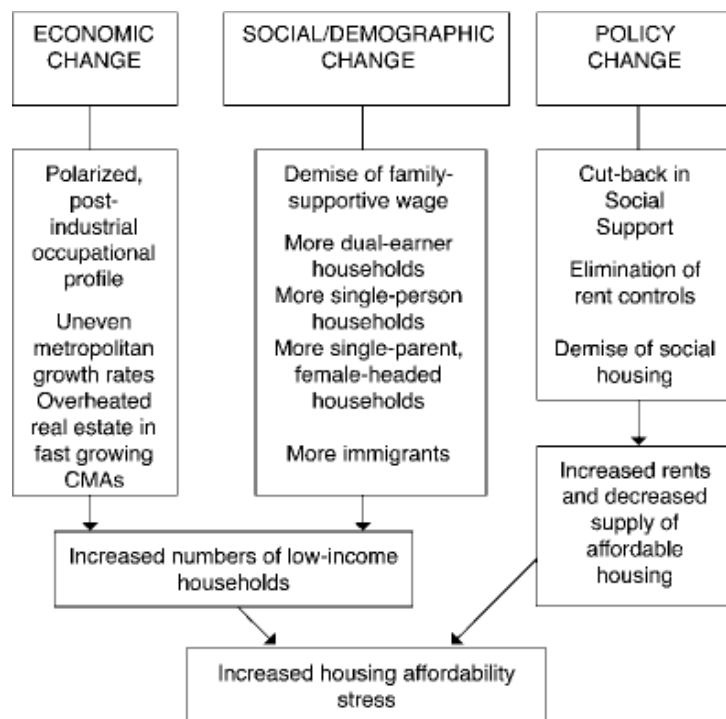 ECONOMIC
CHANGE
SOCIAL/DEMOGRAPHIC
CHANGE
POLICY
CHANGE
Polarized,
post-
industrial
occupational
profile
Uneven
metropolitan
growth rates
Overheated
real estate in
fast growing
CMAs
Demise of family-
supportive wage
More dual-earner
households
More single-person
households
More single-parent,
female-headed
households
More immigrants
Cut-back in
Social
Support
Elimination of
rent controls
Demise of social
housing
Increased numbers of low-income
households
Increased rents
and decreased
supply of
affordable
housing
Increased housing affordability
stress